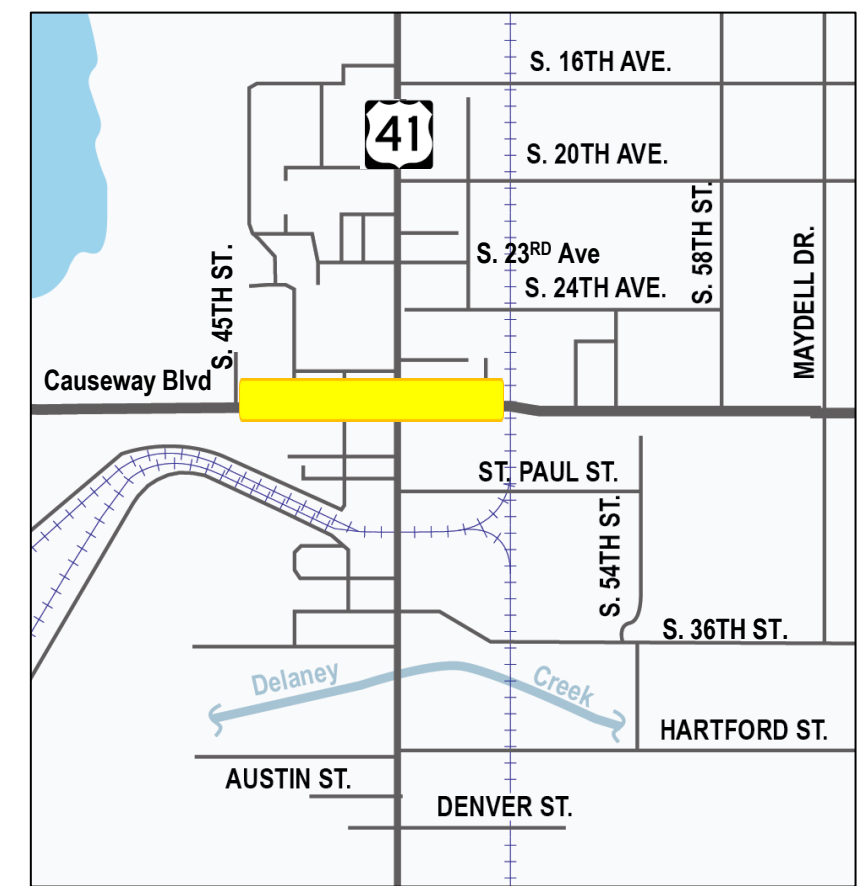 S. 16TH AVE.
41
S. 20TH AVE.
S. 58TH ST.
S. 23RD Ave
S. 24TH AVE.
S. 45TH ST.
MAYDELL DR.
Causeway Blvd
ST. PAUL ST.
S. 54TH ST.
S. 36TH ST.
Delaney
Creek
HARTFORD ST.
AUSTIN ST.
DENVER ST.